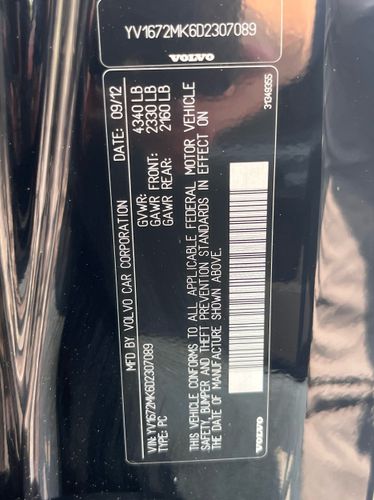 MFD. BY VOLVO CAR CORPORATION DATE: 09/12
GVWR: 4340 LB
GAWR FRONT: 2330 LB
GAWR REAR: 2160 LB
VIN: YV1672MK6D2307089
TYPE: PC
THIS VEHICLE CONFORMS TO ALL APPLICABLE FEDERAL MOTOR VEHICLE
SAFETY, BUMPER AND THEFT PREVENTION STANDARDS IN EFFECT ON
THE DATE OF MANUFACTURE SHOWN ABOVE.
VOLVO
31349355
YV1672MK6D2307089
VOLVO